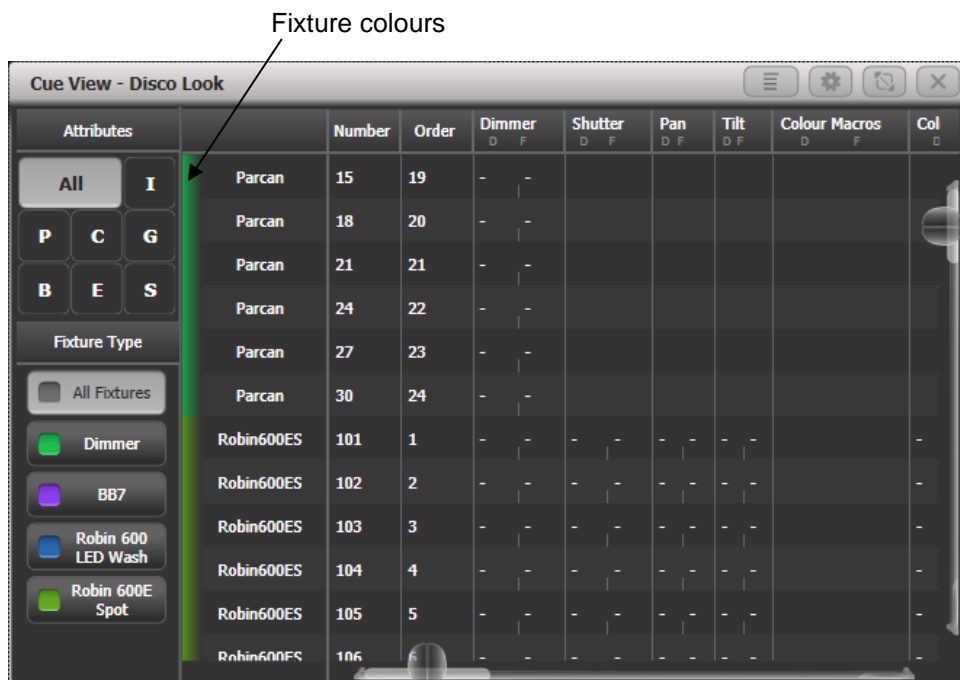 Fixture colours
Cue View - Disco Look
Attributes Number Order Dimmer Shutter Pan Tilt Colour Macros Col
D F D F D F D F D F D
All I
P C G
B E S
Fixture Type
All Fixtures
Dimmer
BB7
Robin 600
LED Wash
Robin 600E
Spot
Parcan 15 19 - -
Parcan 18 20 - -
Parcan 21 21 - -
Parcan 24 22 - -
Parcan 27 23 - -
Parcan 30 24 - -
Robin600ES 101 1 - - - - - - - - -
Robin600ES 102 2 - - - - - - - - -
Robin600ES 103 3 - - - - - - - - -
Robin600ES 104 4 - - - - - - - - -
Robin600ES 105 5 - - - - - - - - -
Robin600ES 106 6 - - - - - - - - -